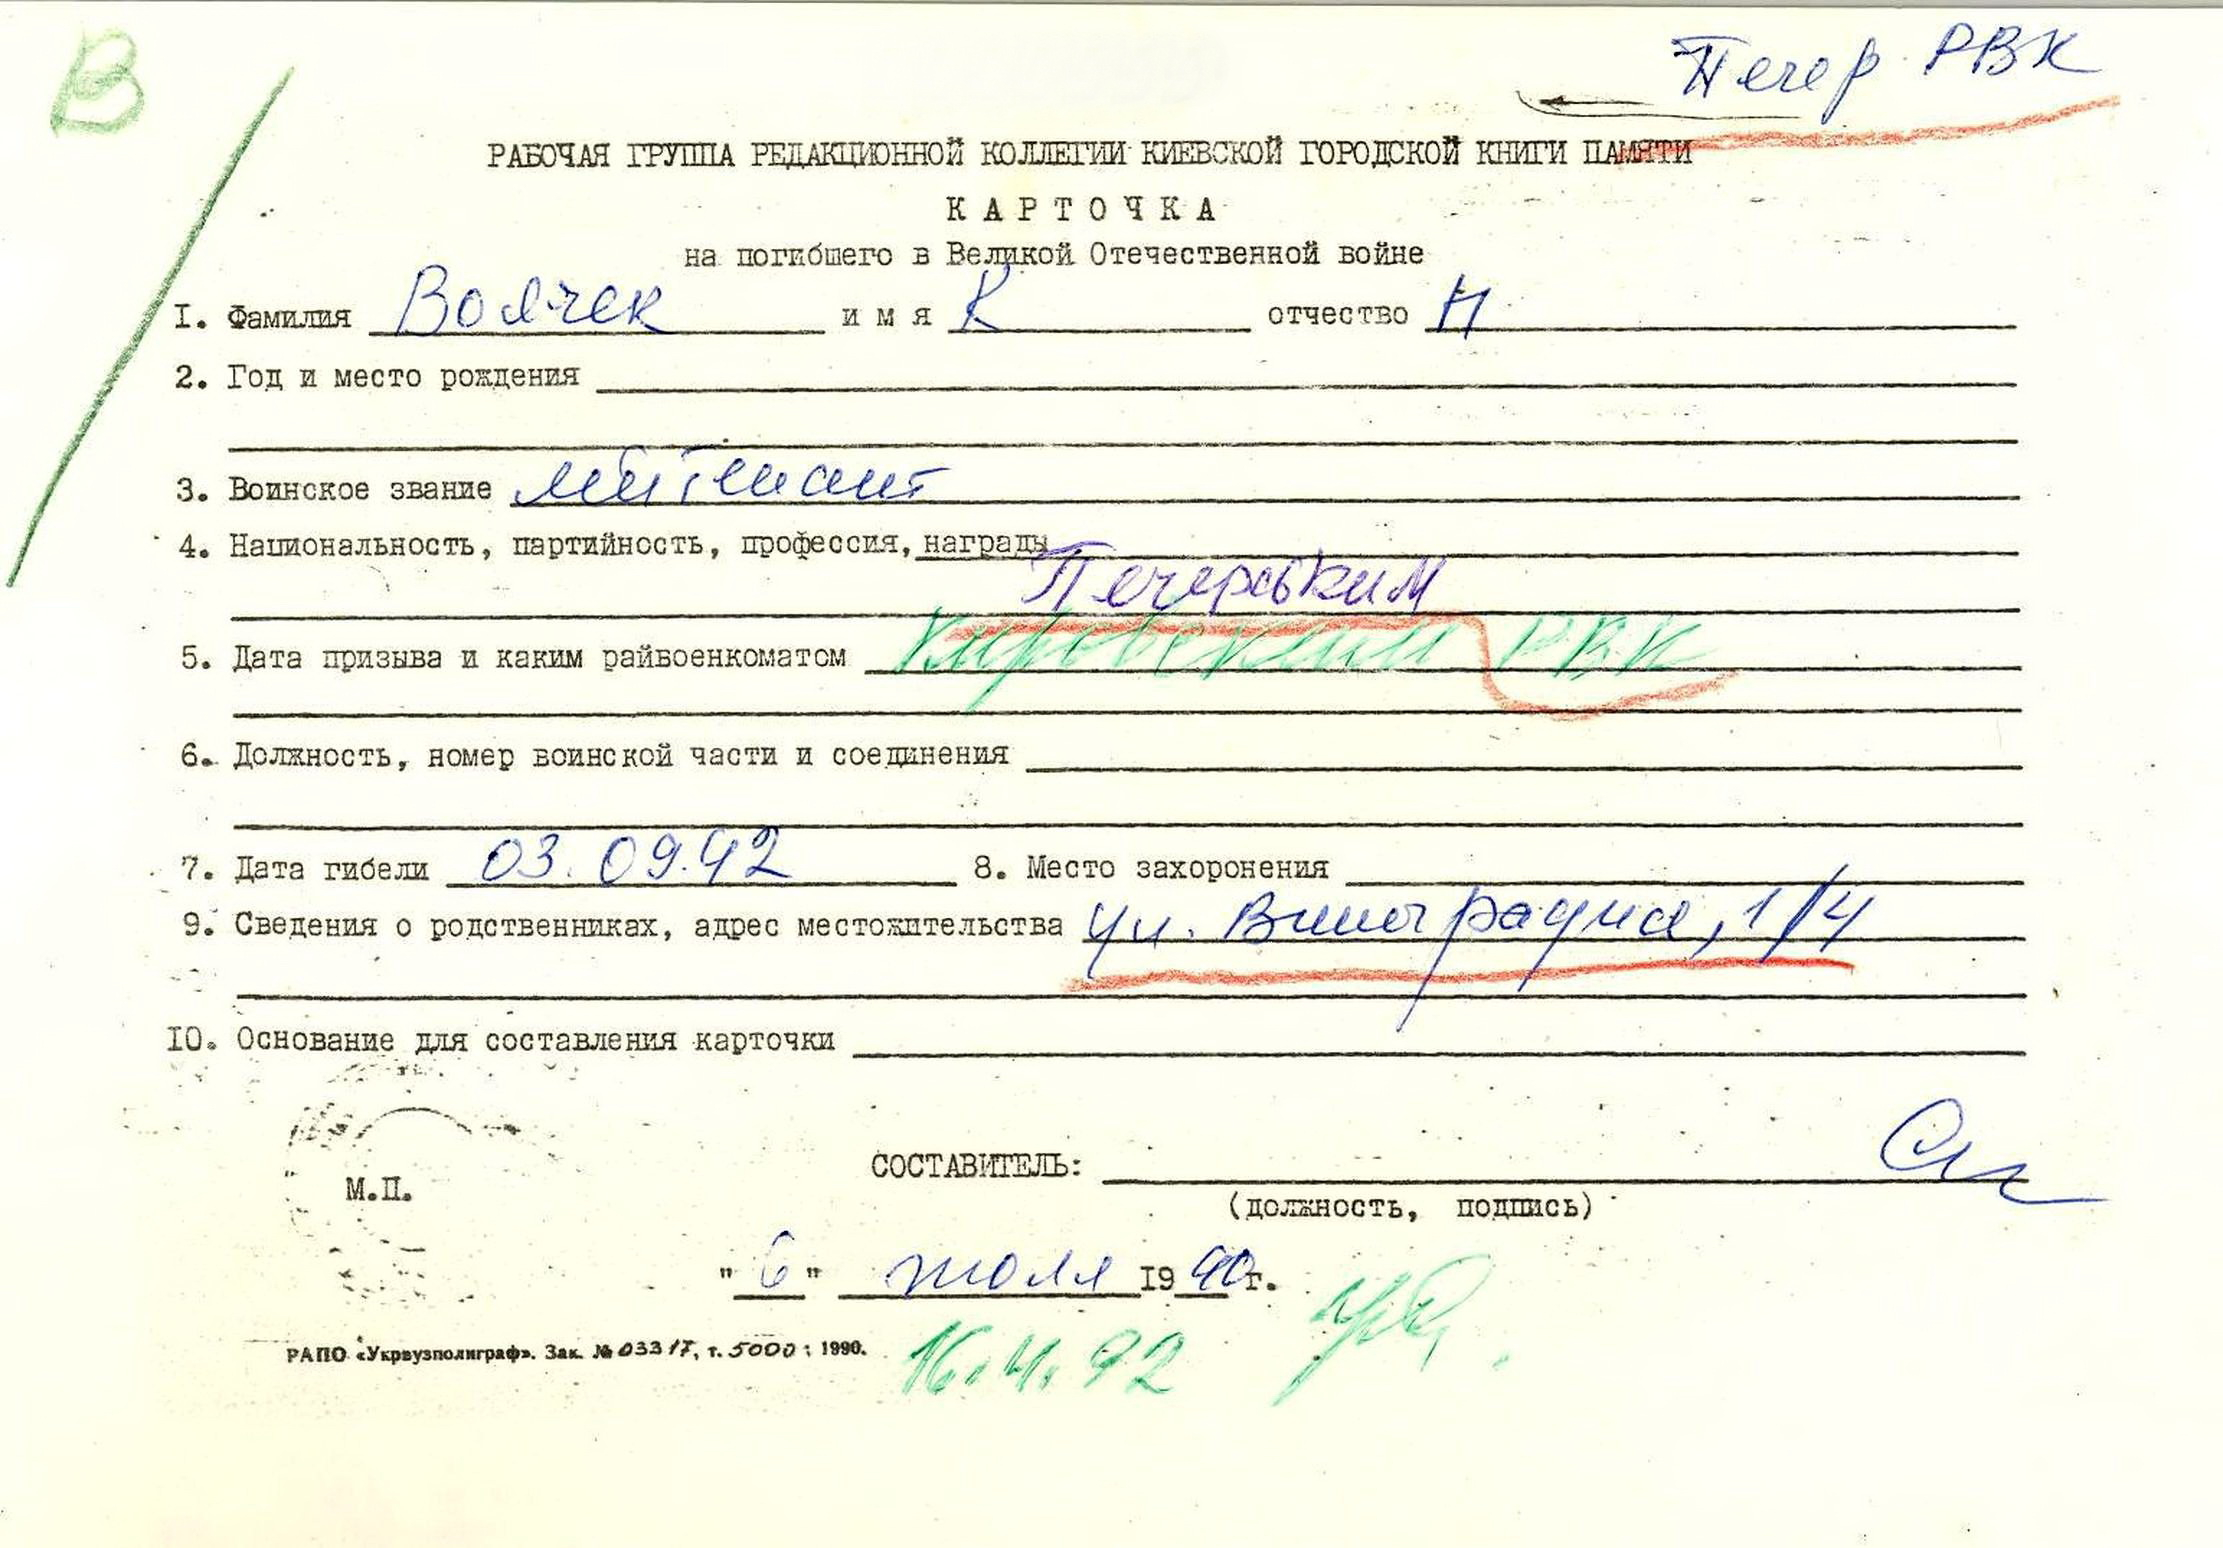 В
Печер РВК
РАБОЧАЯ ГРУППА РЕДАКЦИОННОЙ КОЛЛЕГИИ КИЕВСКОЙ ГОРОДСКОЙ КНИГИ ПАМЯТИ
КАРТОЧКА
на погибшего в Великой Отечественной войне
1. Фамилия Волчек имя К отчество Н
2. Год и место рождения
3. Воинское звание лейтенант
4. Национальность, партийность, профессия, награды
Печерським
5. Дата призыва и каким райвоенкоматом Кировским РВК
6. Должность, номер воинской части и соединения
7. Дата гибели 03.09.42 8. Место захоронения
9. Сведения о родственниках, адрес местожительства ул. Виноградна, 1/4
10. Основание для составления карточки
М.П.
СОСТАВИТЕЛЬ:
(должность, подпись)
"6" июля 1990г.
РАПО «Укрвузполиграф». Зак. № 03317, т. 5000: 1990.
16.4.92